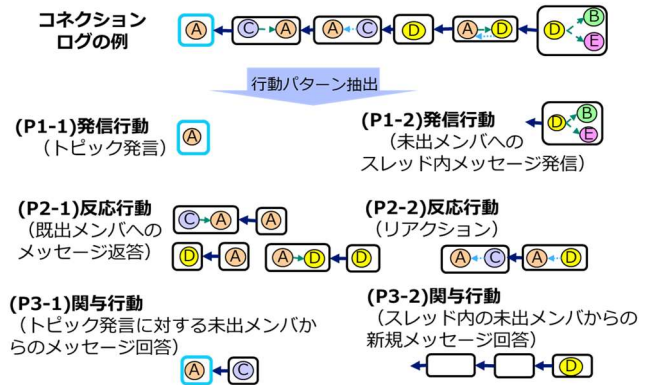 コネクション
ログの例
A C A A C D A D D B E
行動パターン抽出
(P1-1)発信行動
(トピック発言)
A
(P1-2)発信行動
(未出メンバへの
スレッド内メッセージ発信)
D B E
(P2-1)反応行動
(既出メンバへの
メッセージ返答)
C A A
D A A D D
(P2-2)反応行動
(リアクション)
A C A D
(P3-1)関与行動
(トピック発言に対する未出メンバか
らのメッセージ回答)
A C
(P3-2)関与行動
(スレッド内の未出メンバからの
新規メッセージ回答)
D